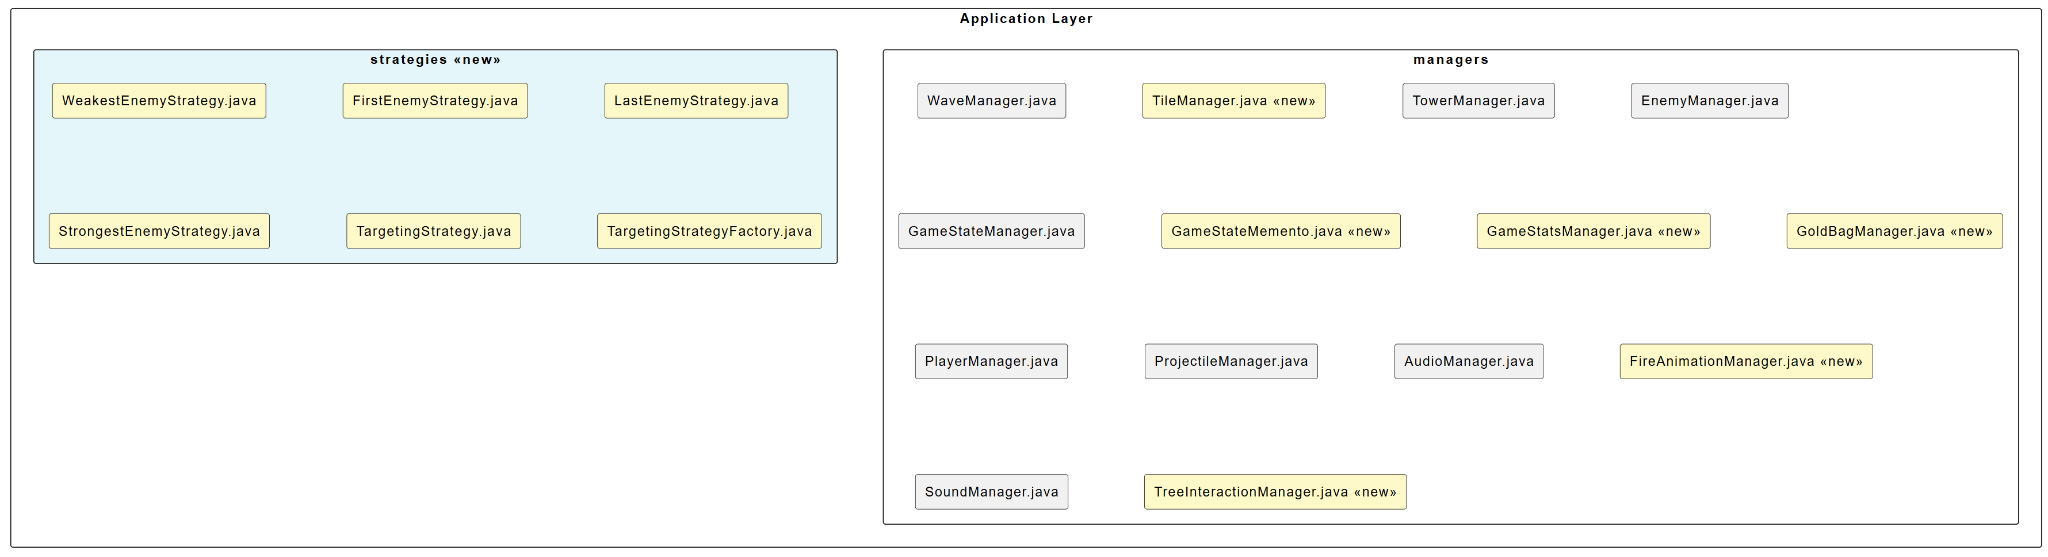 Application Layer
strategies «new»
WeakestEnemyStrategy.java
FirstEnemyStrategy.java
LastEnemyStrategy.java
StrongestEnemyStrategy.java
TargetingStrategy.java
TargetingStrategyFactory.java
managers
WaveManager.java
TileManager.java «new»
TowerManager.java
EnemyManager.java
GameStateManager.java
GameStateMemento.java «new»
GameStatsManager.java «new»
GoldBagManager.java «new»
PlayerManager.java
ProjectileManager.java
AudioManager.java
FireAnimationManager.java «new»
SoundManager.java
TreeInteractionManager.java «new»